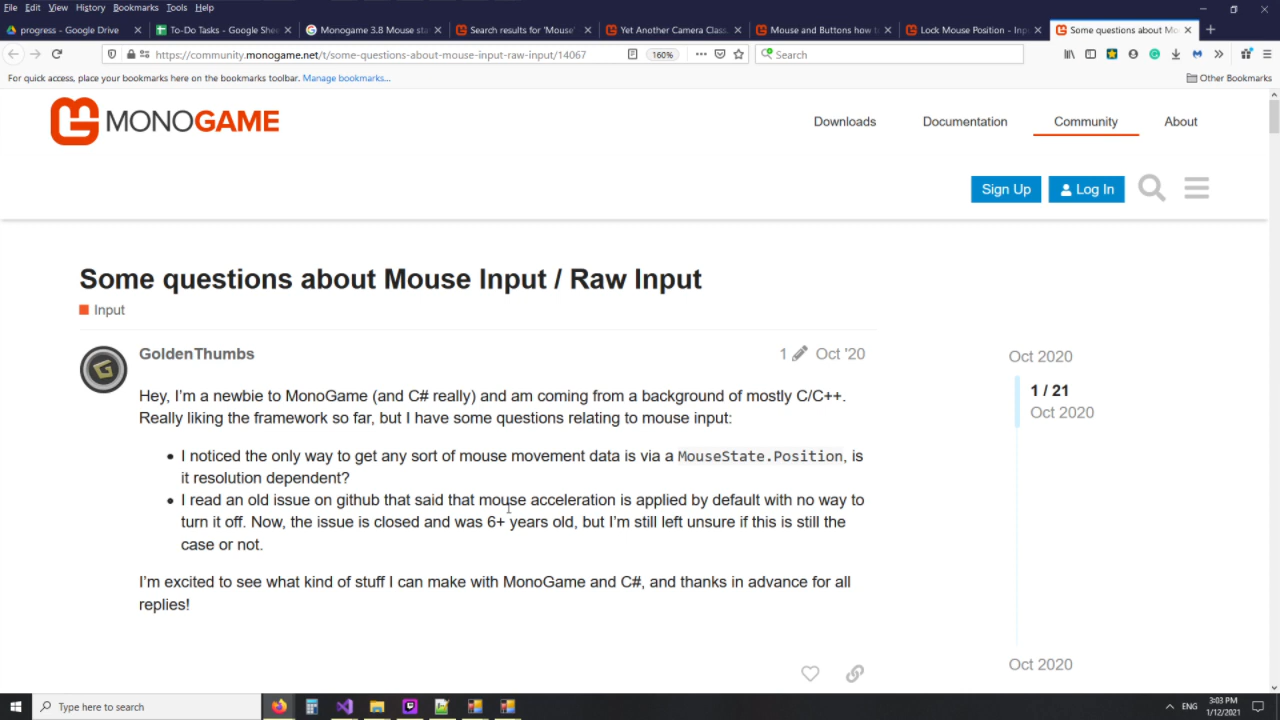 File Edit View History Bookmarks Tools Help
progress - Google Drive
To-Do Tasks - Google Shee
Monogame 3.8 Mouse sta
Search results for 'Mouse'
Yet Another Camera Class
Mouse and Buttons how t
Lock Mouse Position - Inp
Some questions about Mo
https://community.monogame.net/t/some-questions-about-mouse-input-raw-input/14067
160%
Search
For quick access, place your bookmarks here on the bookmarks toolbar. Manage bookmarks...
Other Bookmarks
MONOGAME
Downloads
Documentation
Community
About
Sign Up
Log In
Some questions about Mouse Input / Raw Input
Input
GoldenThumbs
1
Oct '20
Hey, I'm a newbie to MonoGame (and C# really) and am coming from a background of mostly C/C++.
Really liking the framework so far, but I have some questions relating to mouse input:
• I noticed the only way to get any sort of mouse movement data is via a MouseState.Position, is
it resolution dependent?
• I read an old issue on github that said that mouse acceleration is applied by default with no way to
turn it off. Now, the issue is closed and was 6+ years old, but I'm still left unsure if this is still the
case or not.
I'm excited to see what kind of stuff I can make with MonoGame and C#, and thanks in advance for all
replies!
Oct 2020
1 / 21
Oct 2020
Oct 2020
Type here to search
ENG
3:03 PM
1/12/2021